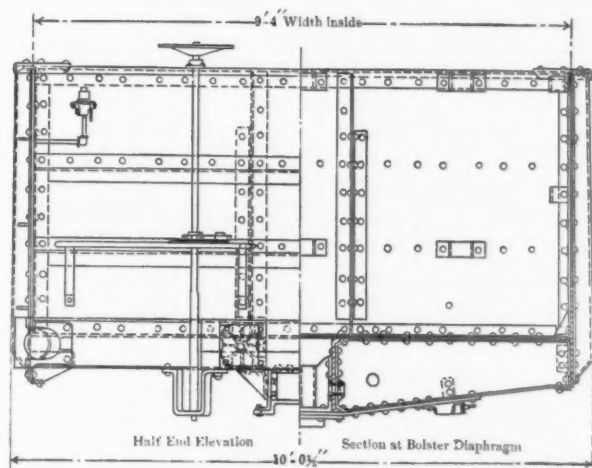 9'-4" Width inside
Half End Elevation
Section at Bolster Diaphragm
10'-0½"